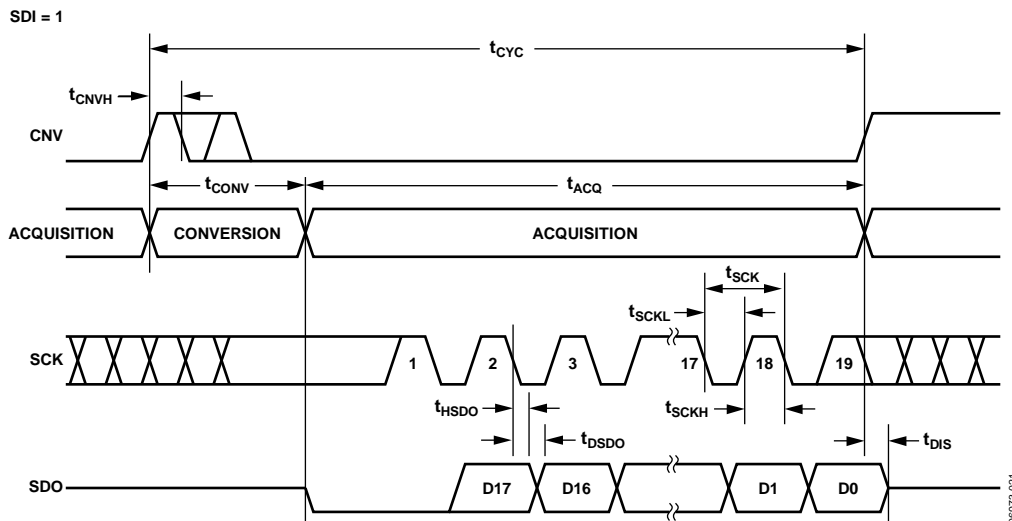 SDI = 1
tCYC
tCNVH
CNV
tCONV
tACQ
ACQUISITION
CONVERSION
ACQUISITION
tSCK
tSCKL
SCK
1
2
3
17
18
19
tHSDO
tSCKH
tDSDO
tDIS
SDO
D17
D16
D1
D0